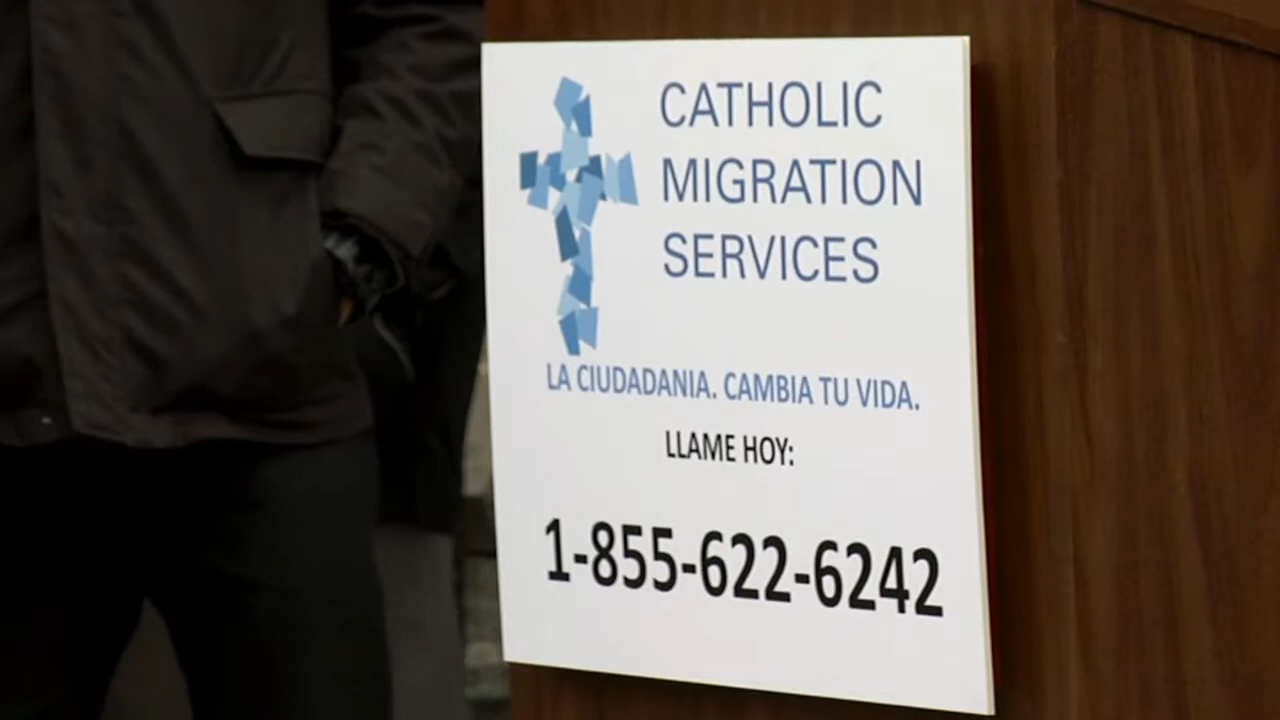 CATHOLIC
MIGRATION
SERVICES
LA CIUDADANIA. CAMBIA TU VIDA.
LLAME HOY:
1-855-622-6242